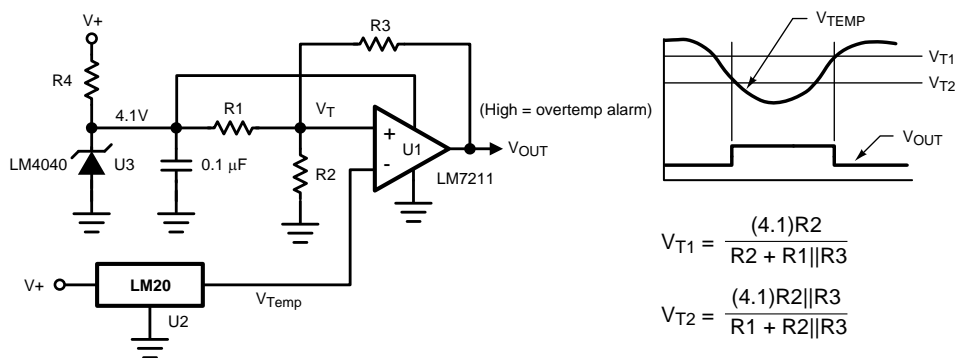 V+
R4
4.1V
LM4040
U3
0.1 µF
R1
VT
R2
R3
+
-
U1
LM7211
(High = overtemp alarm)
VOUT
V+
LM20
U2
VTemp
VTEMP
VT1
VT2
VOUT
VT1 = (4.1)R2 / R2 + R1||R3
VT2 = (4.1)R2||R3 / R1 + R2||R3